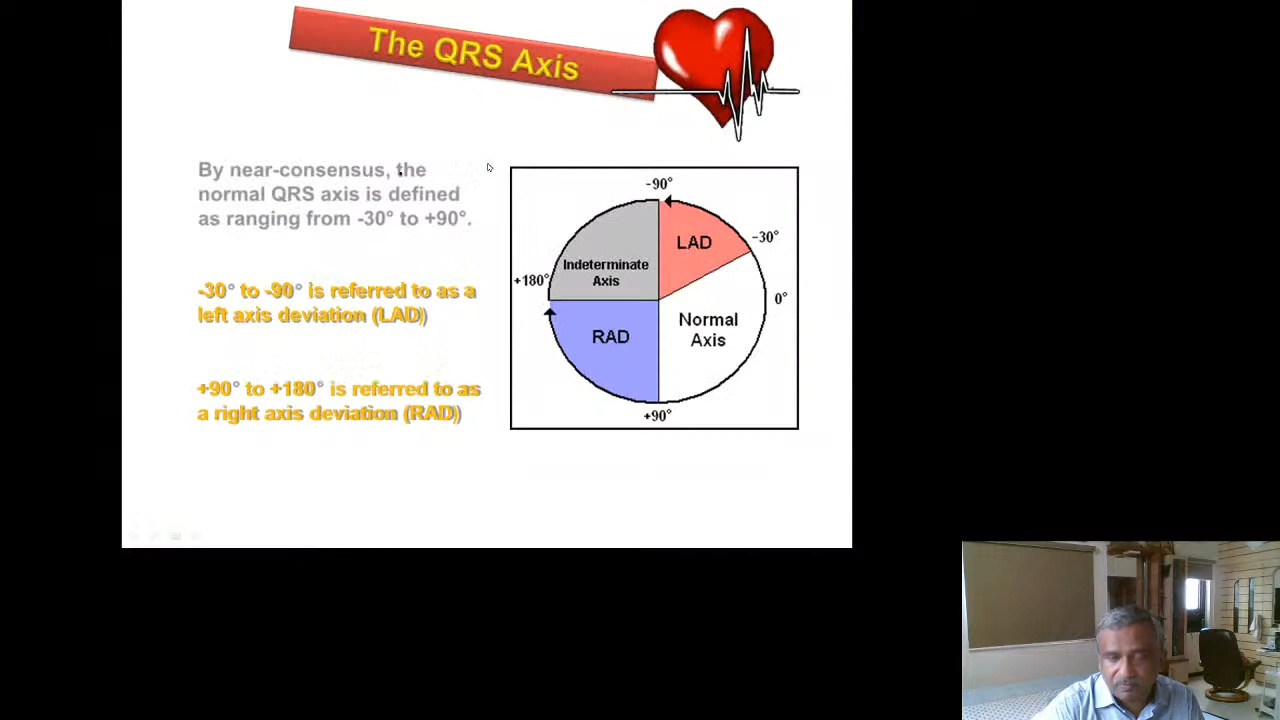 The QRS Axis
By near-consensus, the
normal QRS axis is defined
as ranging from -30° to +90°.
-30° to -90° is referred to as a
left axis deviation (LAD)
+90° to +180° is referred to as
a right axis deviation (RAD)
-90°
LAD
-30°
Indeterminate
Axis
+180°
0°
Normal
Axis
RAD
+90°